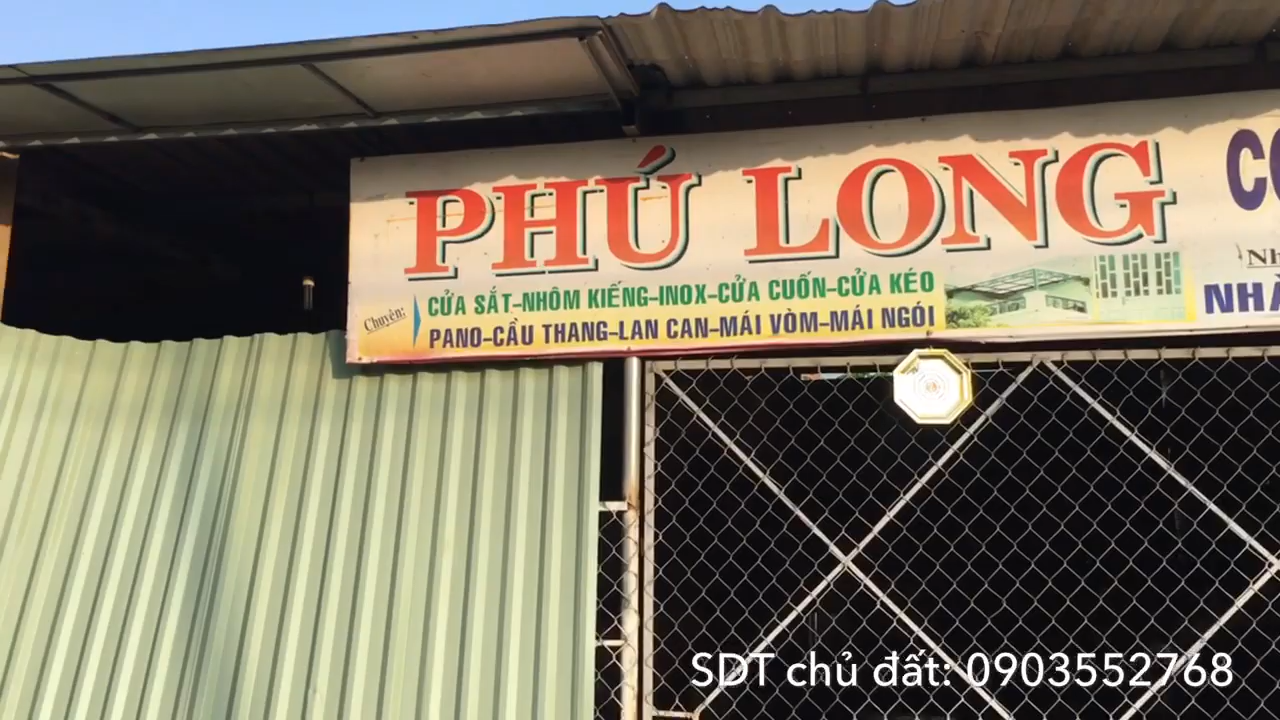 PHÚ LONG
Chuyên:
CỬA SẮT-NHÔM KIẾNG-INOX-CỬA CUỐN-CỬA KÉO
PANO-CẦU THANG-LAN CAN-MÁI VÒM-MÁI NGÓI
SDT chủ đất: 0903552768